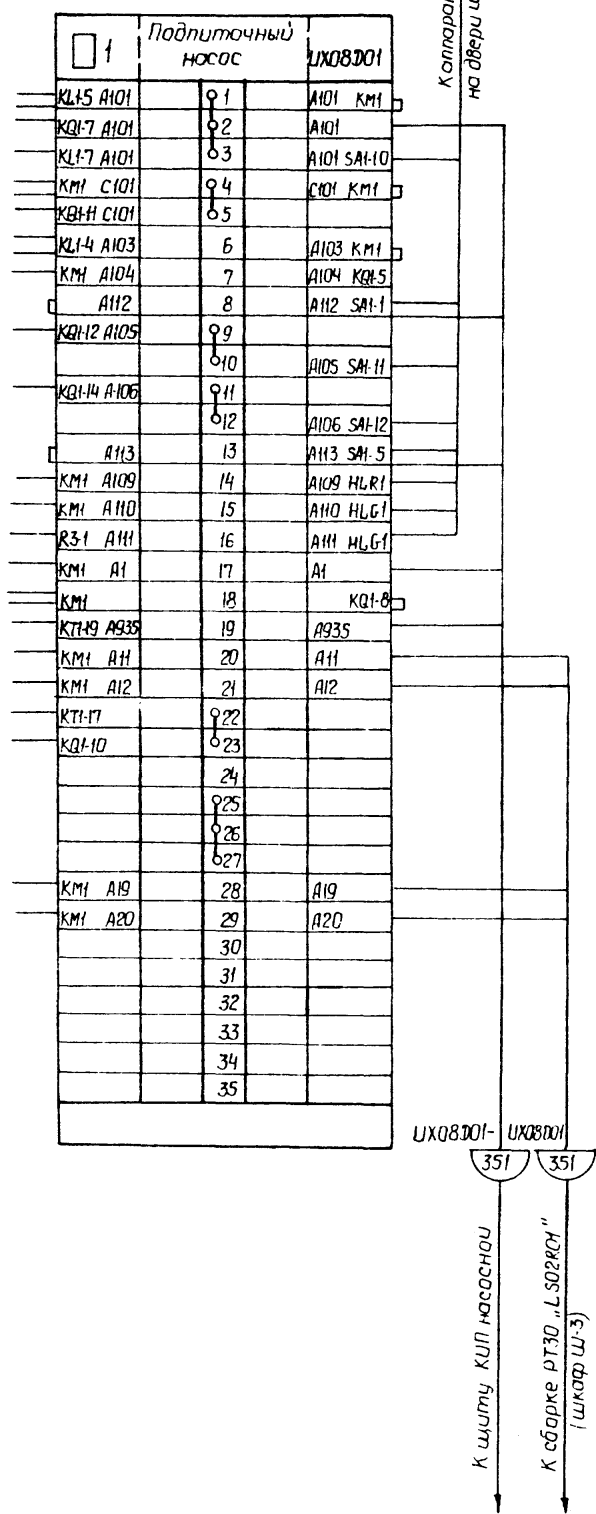 К аппарат
на двери ш
1 Подпиточный насос UX08D01
KL1-5 A101 1 A101 KM1
KQ1-7 A101 2 A101
KL1-7 A101 3 A101 SA1-10
KM1 C101 4 C101 KM1
KQ1-11 C101 5
KL1-4 A103 6 A103 KM1
KM1 A104 7 A104 KQ1-5
A112 8 A112 SA1-1
KQ1-12 A105 9
10 A105 SA1-11
KQ1-14 A-106 11
12 A106 SA1-12
A113 13 A113 SA1-5
KM1 A109 14 A109 HLR1
KM1 A110 15 A110 HLG1
R3-1 A111 16 A111 HLG1
KM1 A1 17 A1
KM1 18 KQ1-8
KT1-19 A935 19 A935
KM1 A11 20 A11
KM1 A12 21 A12
KT1-17 22
KQ1-10 23
24
25
26
27
KM1 A19 28 A19
KM1 A20 29 A20
30
31
32
33
34
35
UX08D01- UX08D01
351 351
К щиту КИП насосной
К сборке РТ30 „LS02R01"
(шкаф Ш-3)